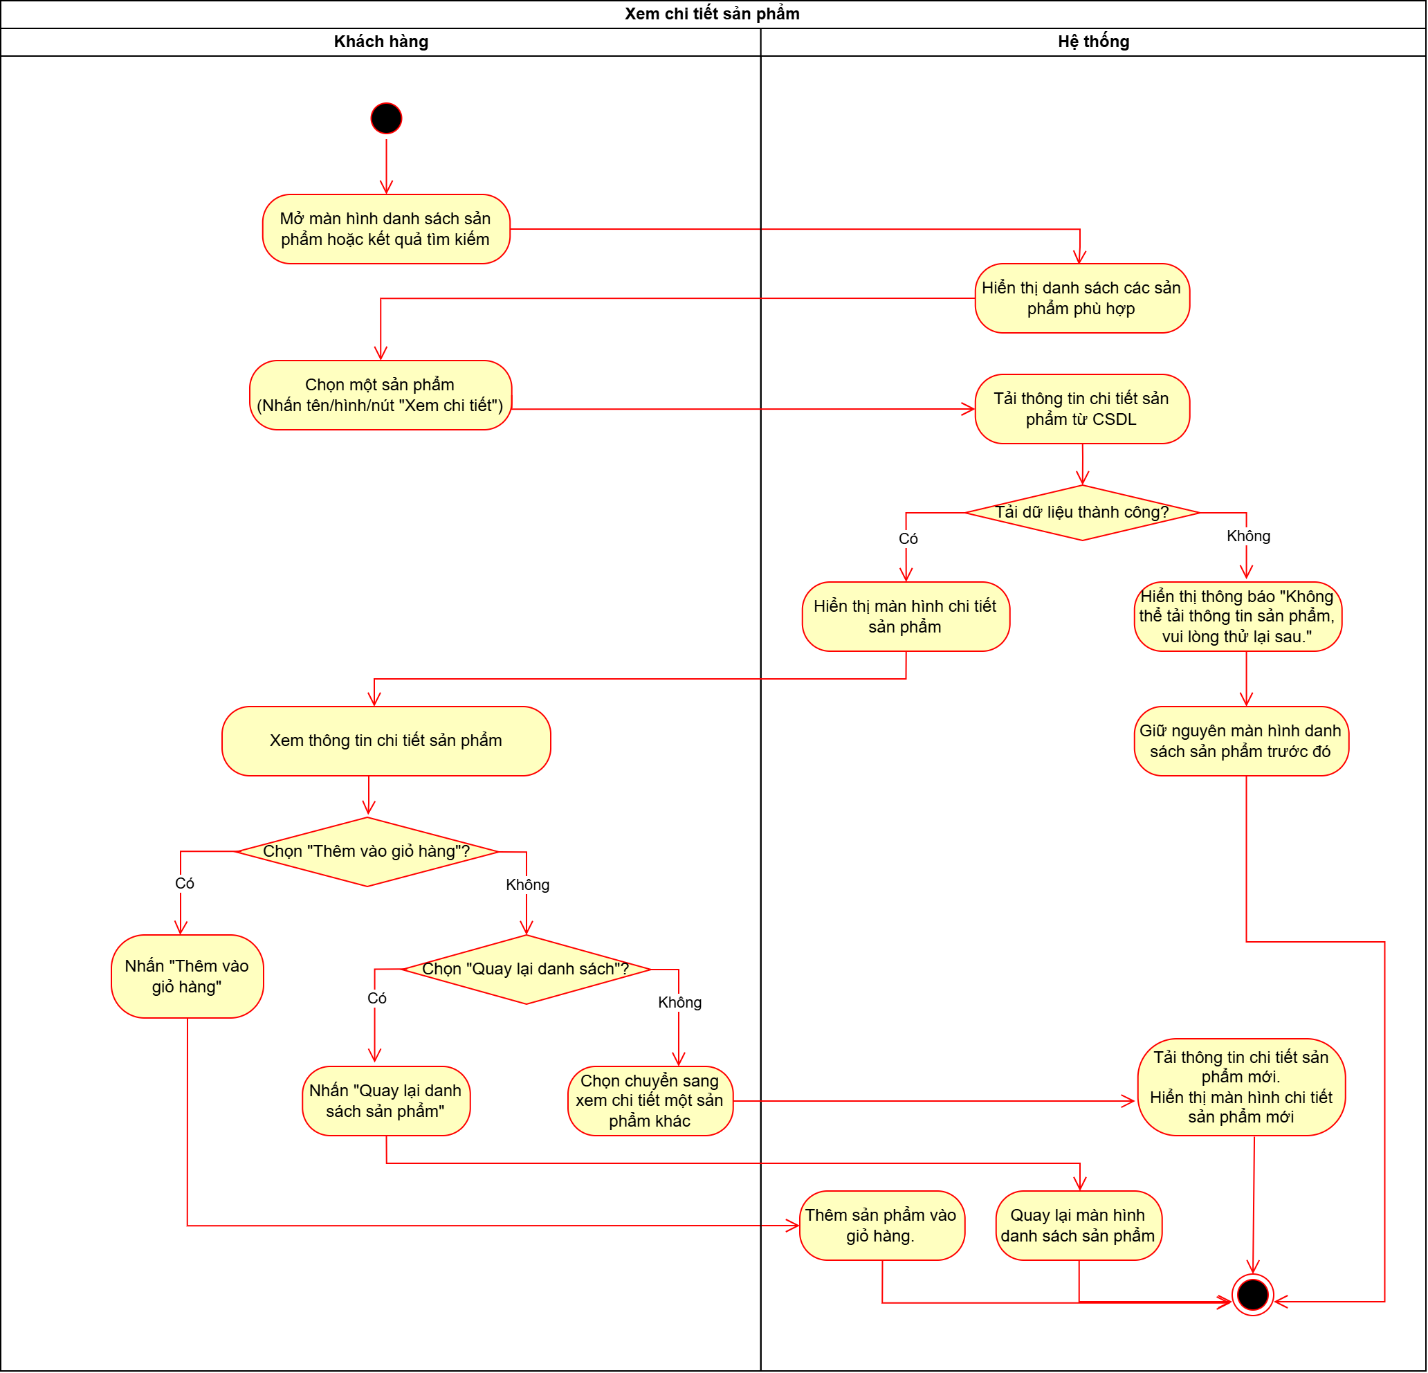 Xem chi tiết sản phẩm
Khách hàng
Hệ thống
Mở màn hình danh sách sản
phẩm hoặc kết quả tìm kiếm
Hiển thị danh sách các sản
phẩm phù hợp
Chọn một sản phẩm
(Nhấn tên/hình/nút "Xem chi tiết")
Tải thông tin chi tiết sản
phẩm từ CSDL
Tải dữ liệu thành công?
Có
Không
Hiển thị màn hình chi tiết
sản phẩm
Hiển thị thông báo "Không
thể tải thông tin sản phẩm,
vui lòng thử lại sau."
Xem thông tin chi tiết sản phẩm
Giữ nguyên màn hình danh
sách sản phẩm trước đó
Chọn "Thêm vào giỏ hàng"?
Có
Không
Nhấn "Thêm vào
giỏ hàng"
Chọn "Quay lại danh sách"?
Có
Không
Nhấn "Quay lại danh
sách sản phẩm"
Chọn chuyển sang
xem chi tiết một sản
phẩm khác
Tải thông tin chi tiết sản
phẩm mới.
Hiển thị màn hình chi tiết
sản phẩm mới
Thêm sản phẩm vào
giỏ hàng.
Quay lại màn hình
danh sách sản phẩm